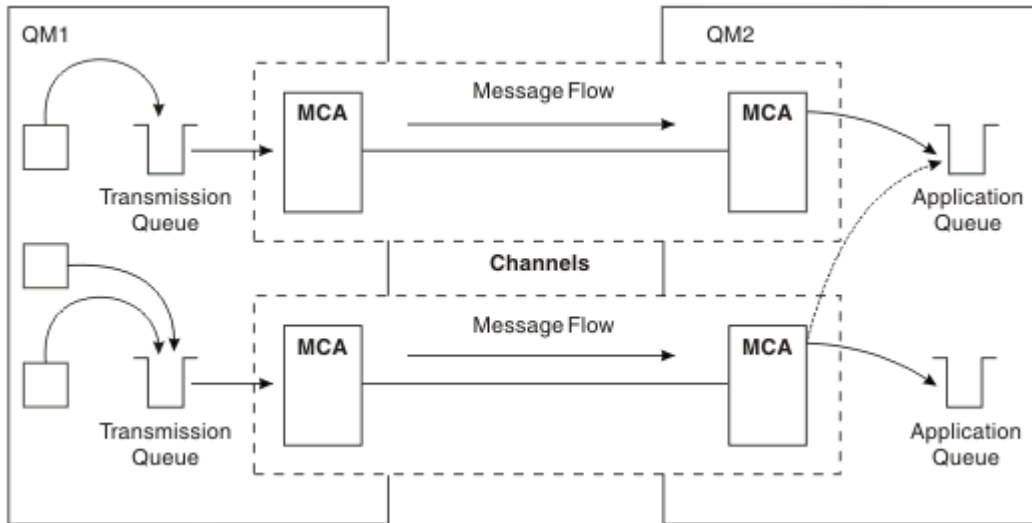 QM1
QM2
MCA
Message Flow
MCA
Transmission
Queue
Application
Queue
Channels
MCA
Message Flow
MCA
Transmission
Queue
Application
Queue